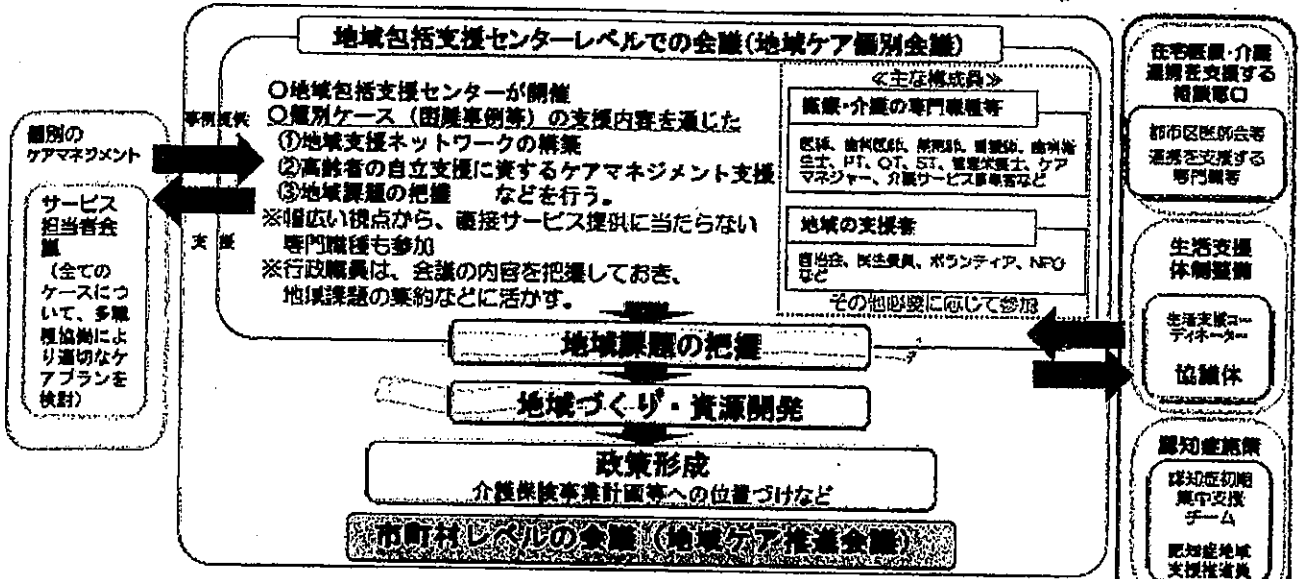 地域包括支援センターレベルでの会議(地域ケア個別会議)
○地域包括支援センターが開催
○個別ケース(困難事例等)の支援内容を通じた
①地域支援ネットワークの構築
②高齢者の自立支援に資するケアマネジメント支援
③地域課題の把握 などを行う。
※幅広い視点から、直接サービス提供に当たらない
専門職種も参加
※行政職員は、会議の内容を把握しておき、
地域課題の集約などに活かす。
≪主な構成員≫
医療・介護の専門職種等
医師、歯科医師、薬剤師、看護師、歯科衛
生士、PT、OT、ST、管理栄養士、ケア
マネジャー、介護サービス事業者など
地域の支援者
自治会、民生委員、ボランティア、NPO
など
その他必要に応じて参加
個別の
ケアマネジメント
サービス
担当者会
議
(全ての
ケースにつ
いて、多職
種協働によ
り適切なケ
アプランを
検討)
事例提供
支援
地域課題の把握
地域づくり・資源開発
政策形成
介護保険事業計画等への位置づけなど
市町村レベルの会議(地域ケア推進会議)
在宅医療・介護
連携を支援する
相談窓口
都市区医師会等
連携を支援する
専門職等
生活支援
体制整備
生活支援コー
ディネーター
協議体
認知症施策
認知症初期
集中支援
チーム
認知症地域
支援推進員